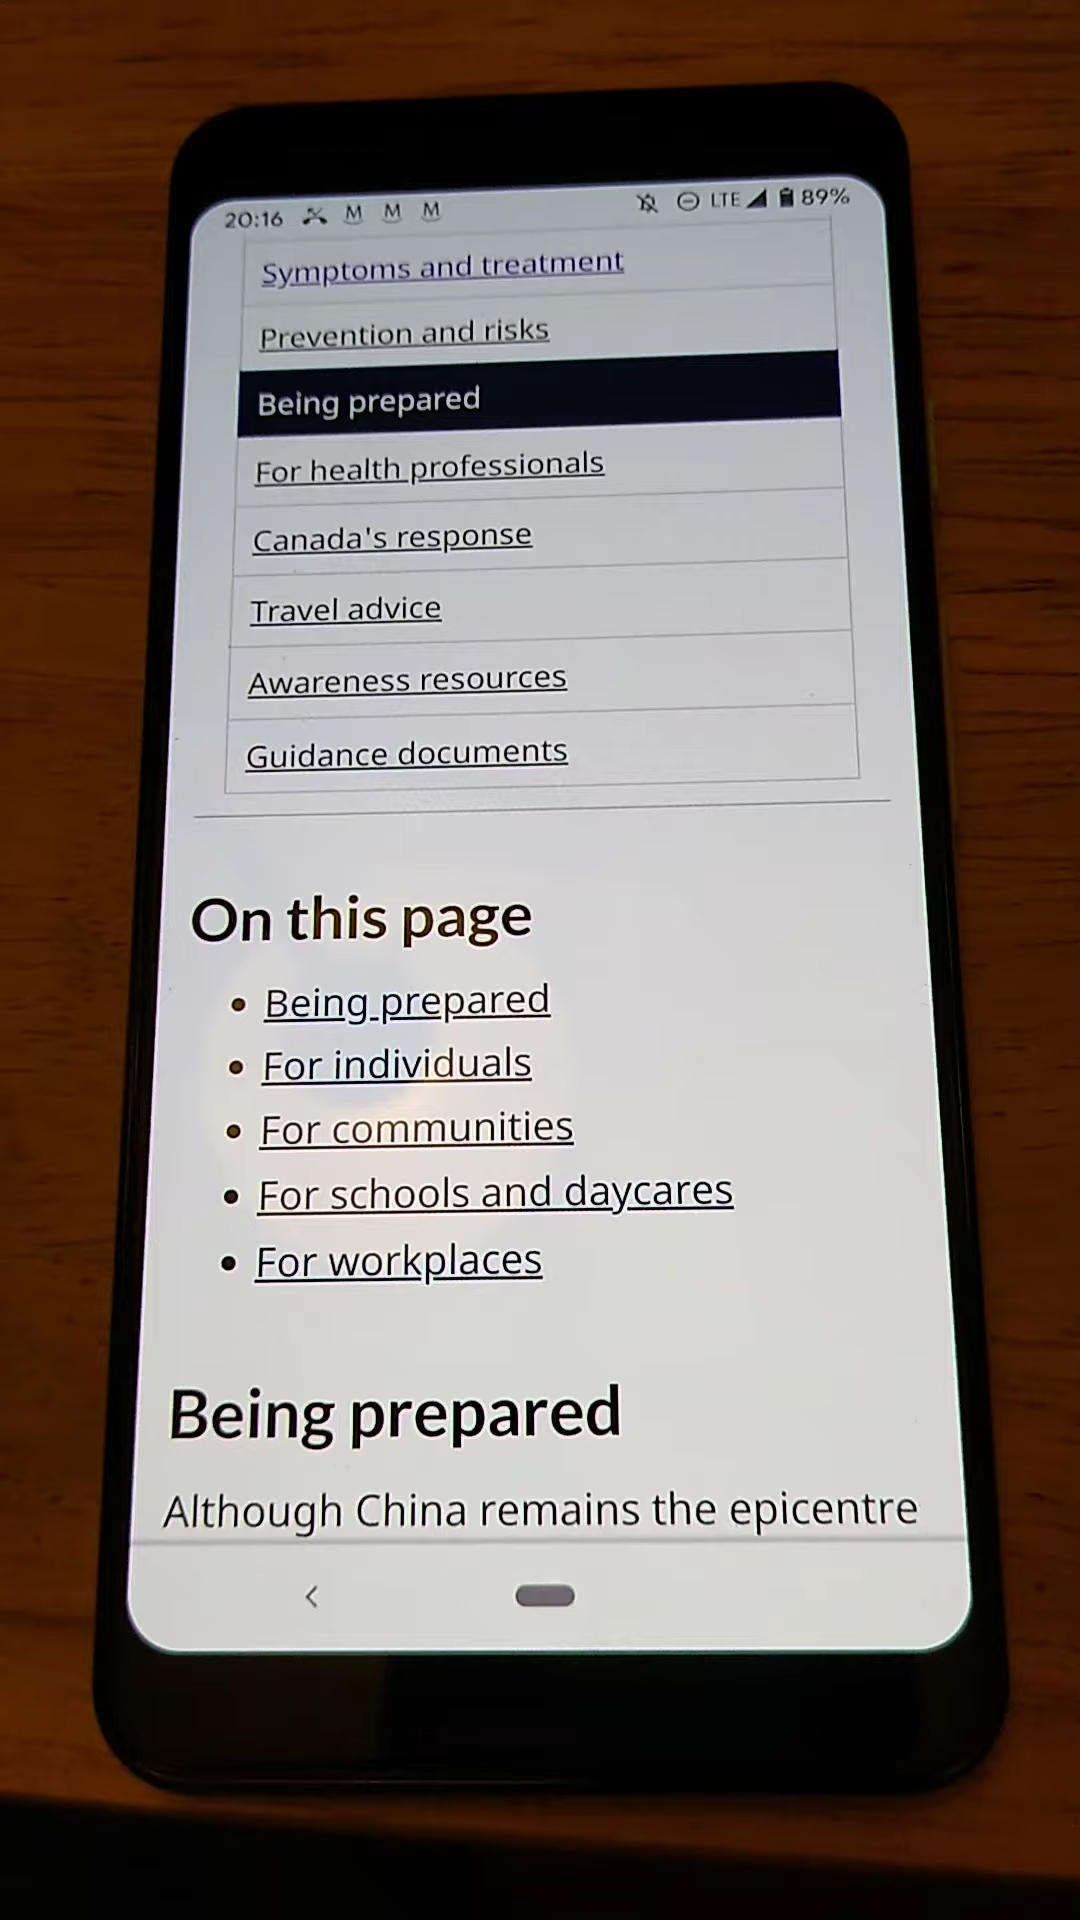 20:16 M M M LTE 89%
Symptoms and treatment
Prevention and risks
Being prepared
For health professionals
Canada's response
Travel advice
Awareness resources
Guidance documents
On this page
• Being prepared
• For individuals
• For communities
• For schools and daycares
• For workplaces
Being prepared
Although China remains the epicentre